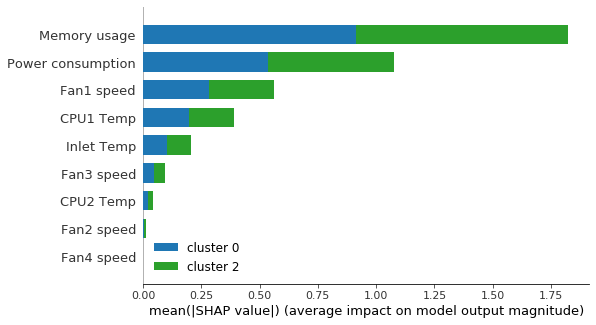 Memory usage
Power consumption
Fan1 speed
CPU1 Temp
Inlet Temp
Fan3 speed
CPU2 Temp
Fan2 speed
Fan4 speed
cluster 0
cluster 2
0.00 0.25 0.50 0.75 1.00 1.25 1.50 1.75
mean(|SHAP value|) (average impact on model output magnitude)